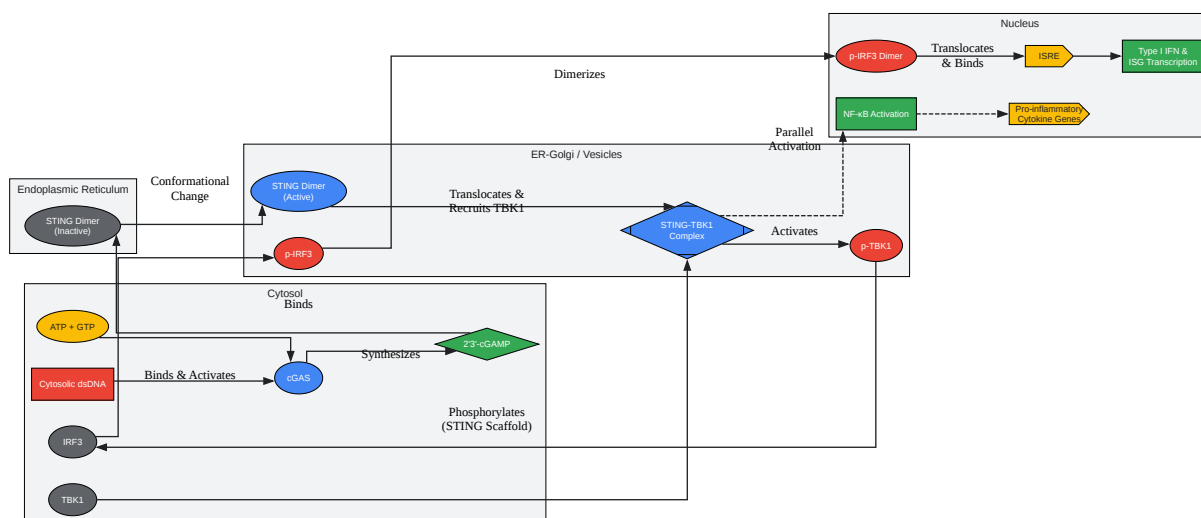 Nucleus
p-IRF3 Dimer
Translocates
& Binds
ISRE
Type I IFN &
ISG Transcription
Dimerizes
NF-κB Activation
Pro-inflammatory
Cytokine Genes
Parallel
Activation
ER-Golgi / Vesicles
Endoplasmic Reticulum
STING Dimer
(Inactive)
Conformational
Change
STING Dimer
(Active)
Translocates &
Recruits TBK1
STING-TBK1
Complex
Activates
p-TBK1
p-IRF3
Cytosol
Binds
ATP + GTP
2'3'-cGAMP
Synthesizes
Cytosolic dsDNA
Binds & Activates
cGAS
Phosphorylates
(STING Scaffold)
IRF3
TBK1